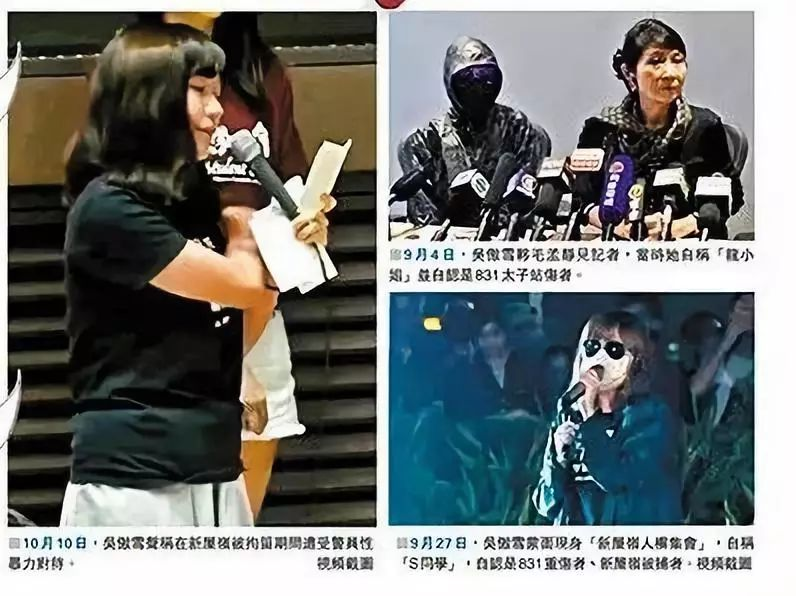 ■9月4日，吳傲雪夥毛孟靜見記者，當時她自稱「龍小
姐」並自認是831太子站傷者。
■10月10日，吳傲雪聲稱在新屋嶺被拘留期間遭受警員性
暴力對待。 視頻截圖
■9月27日，吳傲雪蒙面現身「新屋嶺人權集會」，自稱
「S同學」，自認是831重傷者、新屋嶺被捕者。視頻截圖